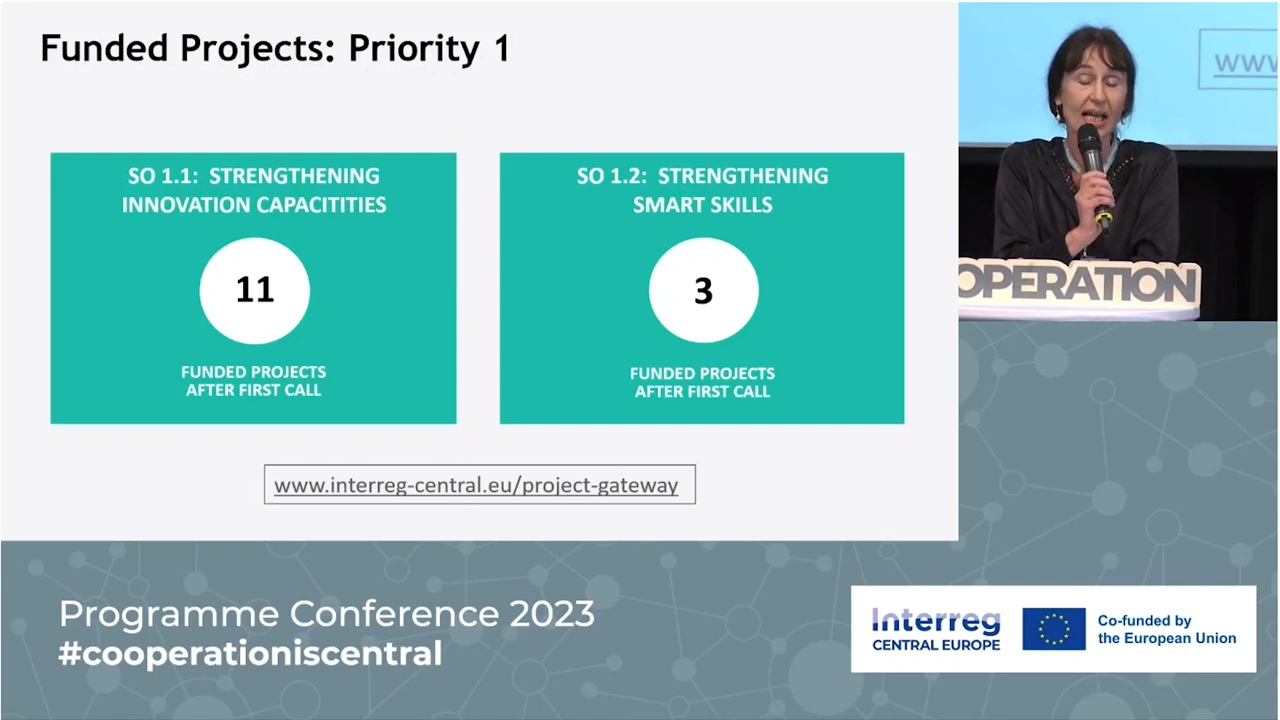 Funded Projects: Priority 1
SO 1.1: STRENGTHENING
INNOVATION CAPACITITIES
11
FUNDED PROJECTS
AFTER FIRST CALL
SO 1.2: STRENGTHENING
SMART SKILLS
3
FUNDED PROJECTS
AFTER FIRST CALL
www.interreg-central.eu/project-gateway
www
OPERATION
Programme Conference 2023
#cooperationiscentral
Interreg
CENTRAL EUROPE
Co-funded by
the European Union